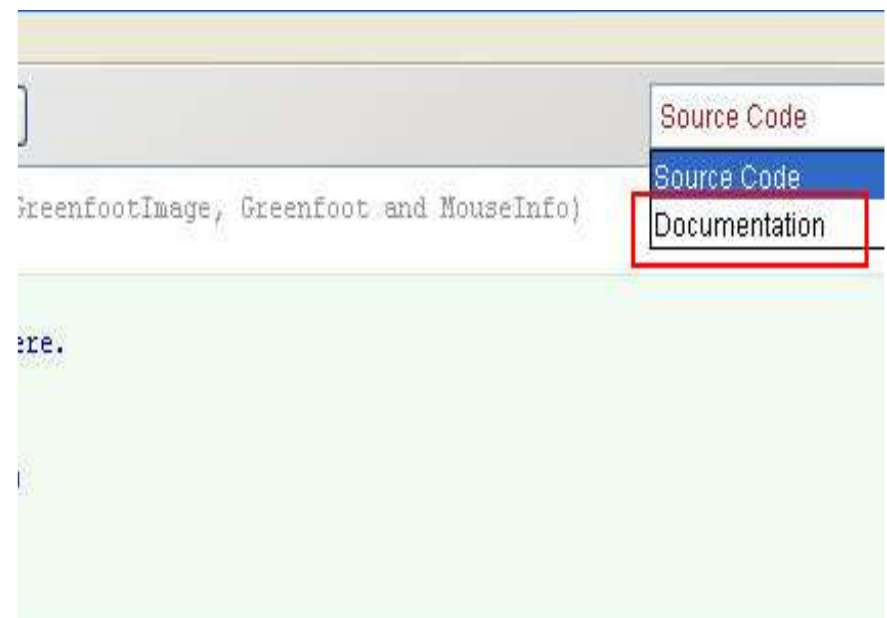 Source Code
Source Code
GreenfootImage, Greenfoot and MouseInfo)
Documentation
ere.